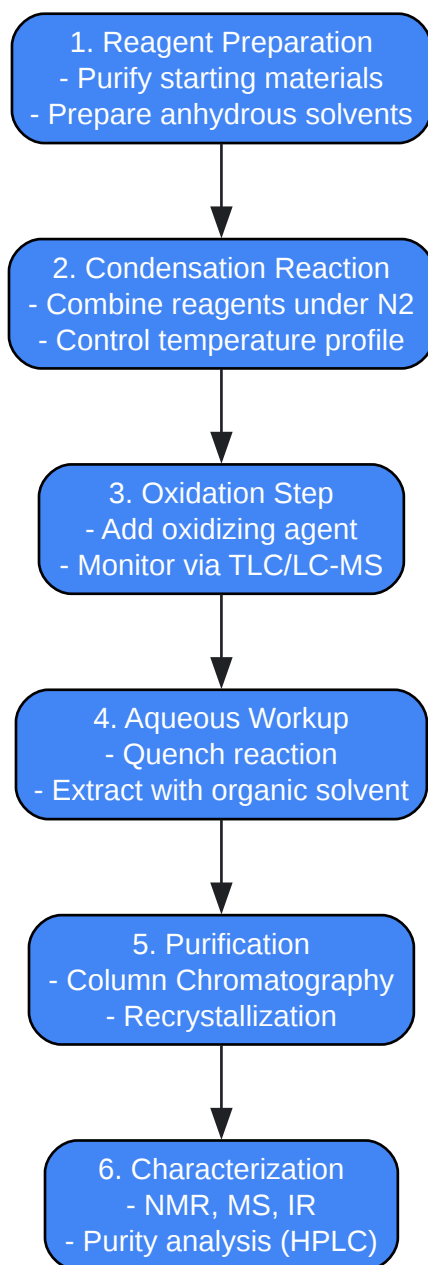 1. Reagent Preparation
- Purify starting materials
- Prepare anhydrous solvents
2. Condensation Reaction
- Combine reagents under N2
- Control temperature profile
3. Oxidation Step
- Add oxidizing agent
- Monitor via TLC/LC-MS
4. Aqueous Workup
- Quench reaction
- Extract with organic solvent
5. Purification
- Column Chromatography
- Recrystallization
6. Characterization
- NMR, MS, IR
- Purity analysis (HPLC)